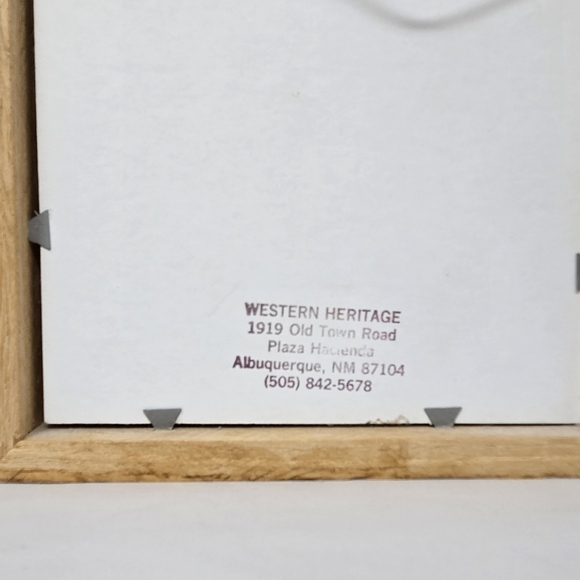 WESTERN HERITAGE
1919 Old Town Road
Plaza Hacienda
Albuquerque, NM 87104
(505) 842-5678